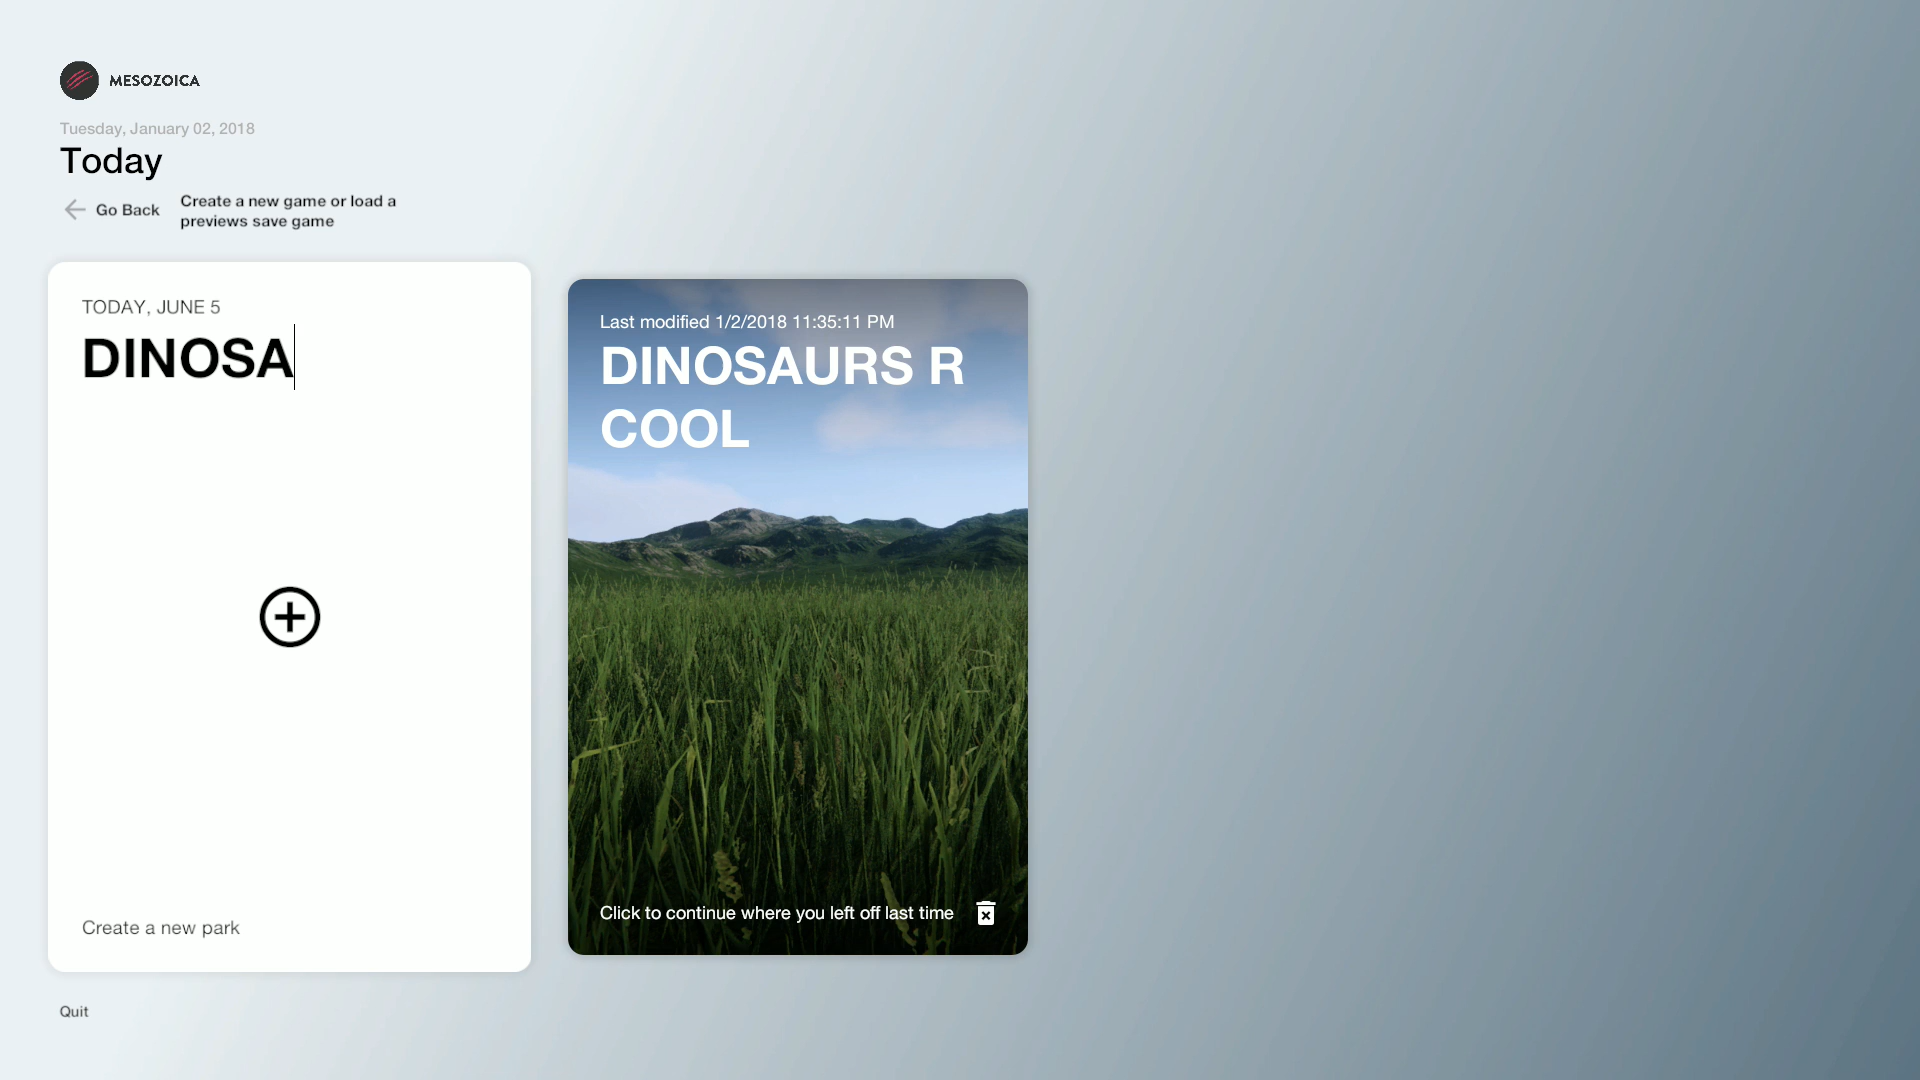 MESOZOICA
Tuesday, January 02, 2018
Today
Go Back
Create a new game or load a
previews save game
TODAY, JUNE 5
DINOSA
Create a new park
Last modified 1/2/2018 11:35:11 PM
DINOSAURS R
COOL
Click to continue where you left off last time
Quit